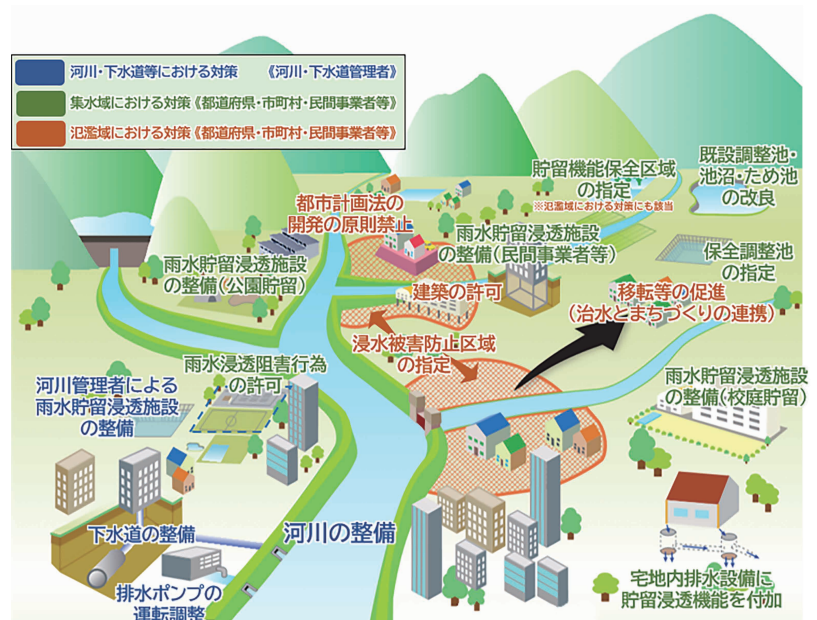 河川・下水道等における対策 《河川・下水道管理者》
集水域における対策《都道府県・市町村・民間事業者等》
氾濫域における対策《都道府県・市町村・民間事業者等》
貯留機能保全区域
の指定
※氾濫域における対策にも該当
既設調整池・
池沼・ため池
の改良
都市計画法の
開発の原則禁止
雨水貯留浸透施設
の整備(民間事業者等)
保全調整池
の指定
雨水貯留浸透施設
の整備(公園貯留)
建築の許可
移転等の促進
(治水とまちづくりの連携)
浸水被害防止区域
の指定
雨水浸透阻害行為
の許可
河川管理者による
雨水貯留浸透施設
の整備
雨水貯留浸透施設
の整備(校庭貯留)
下水道の整備
河川の整備
排水ポンプの
運転調整
宅地内排水設備に
貯留浸透機能を付加